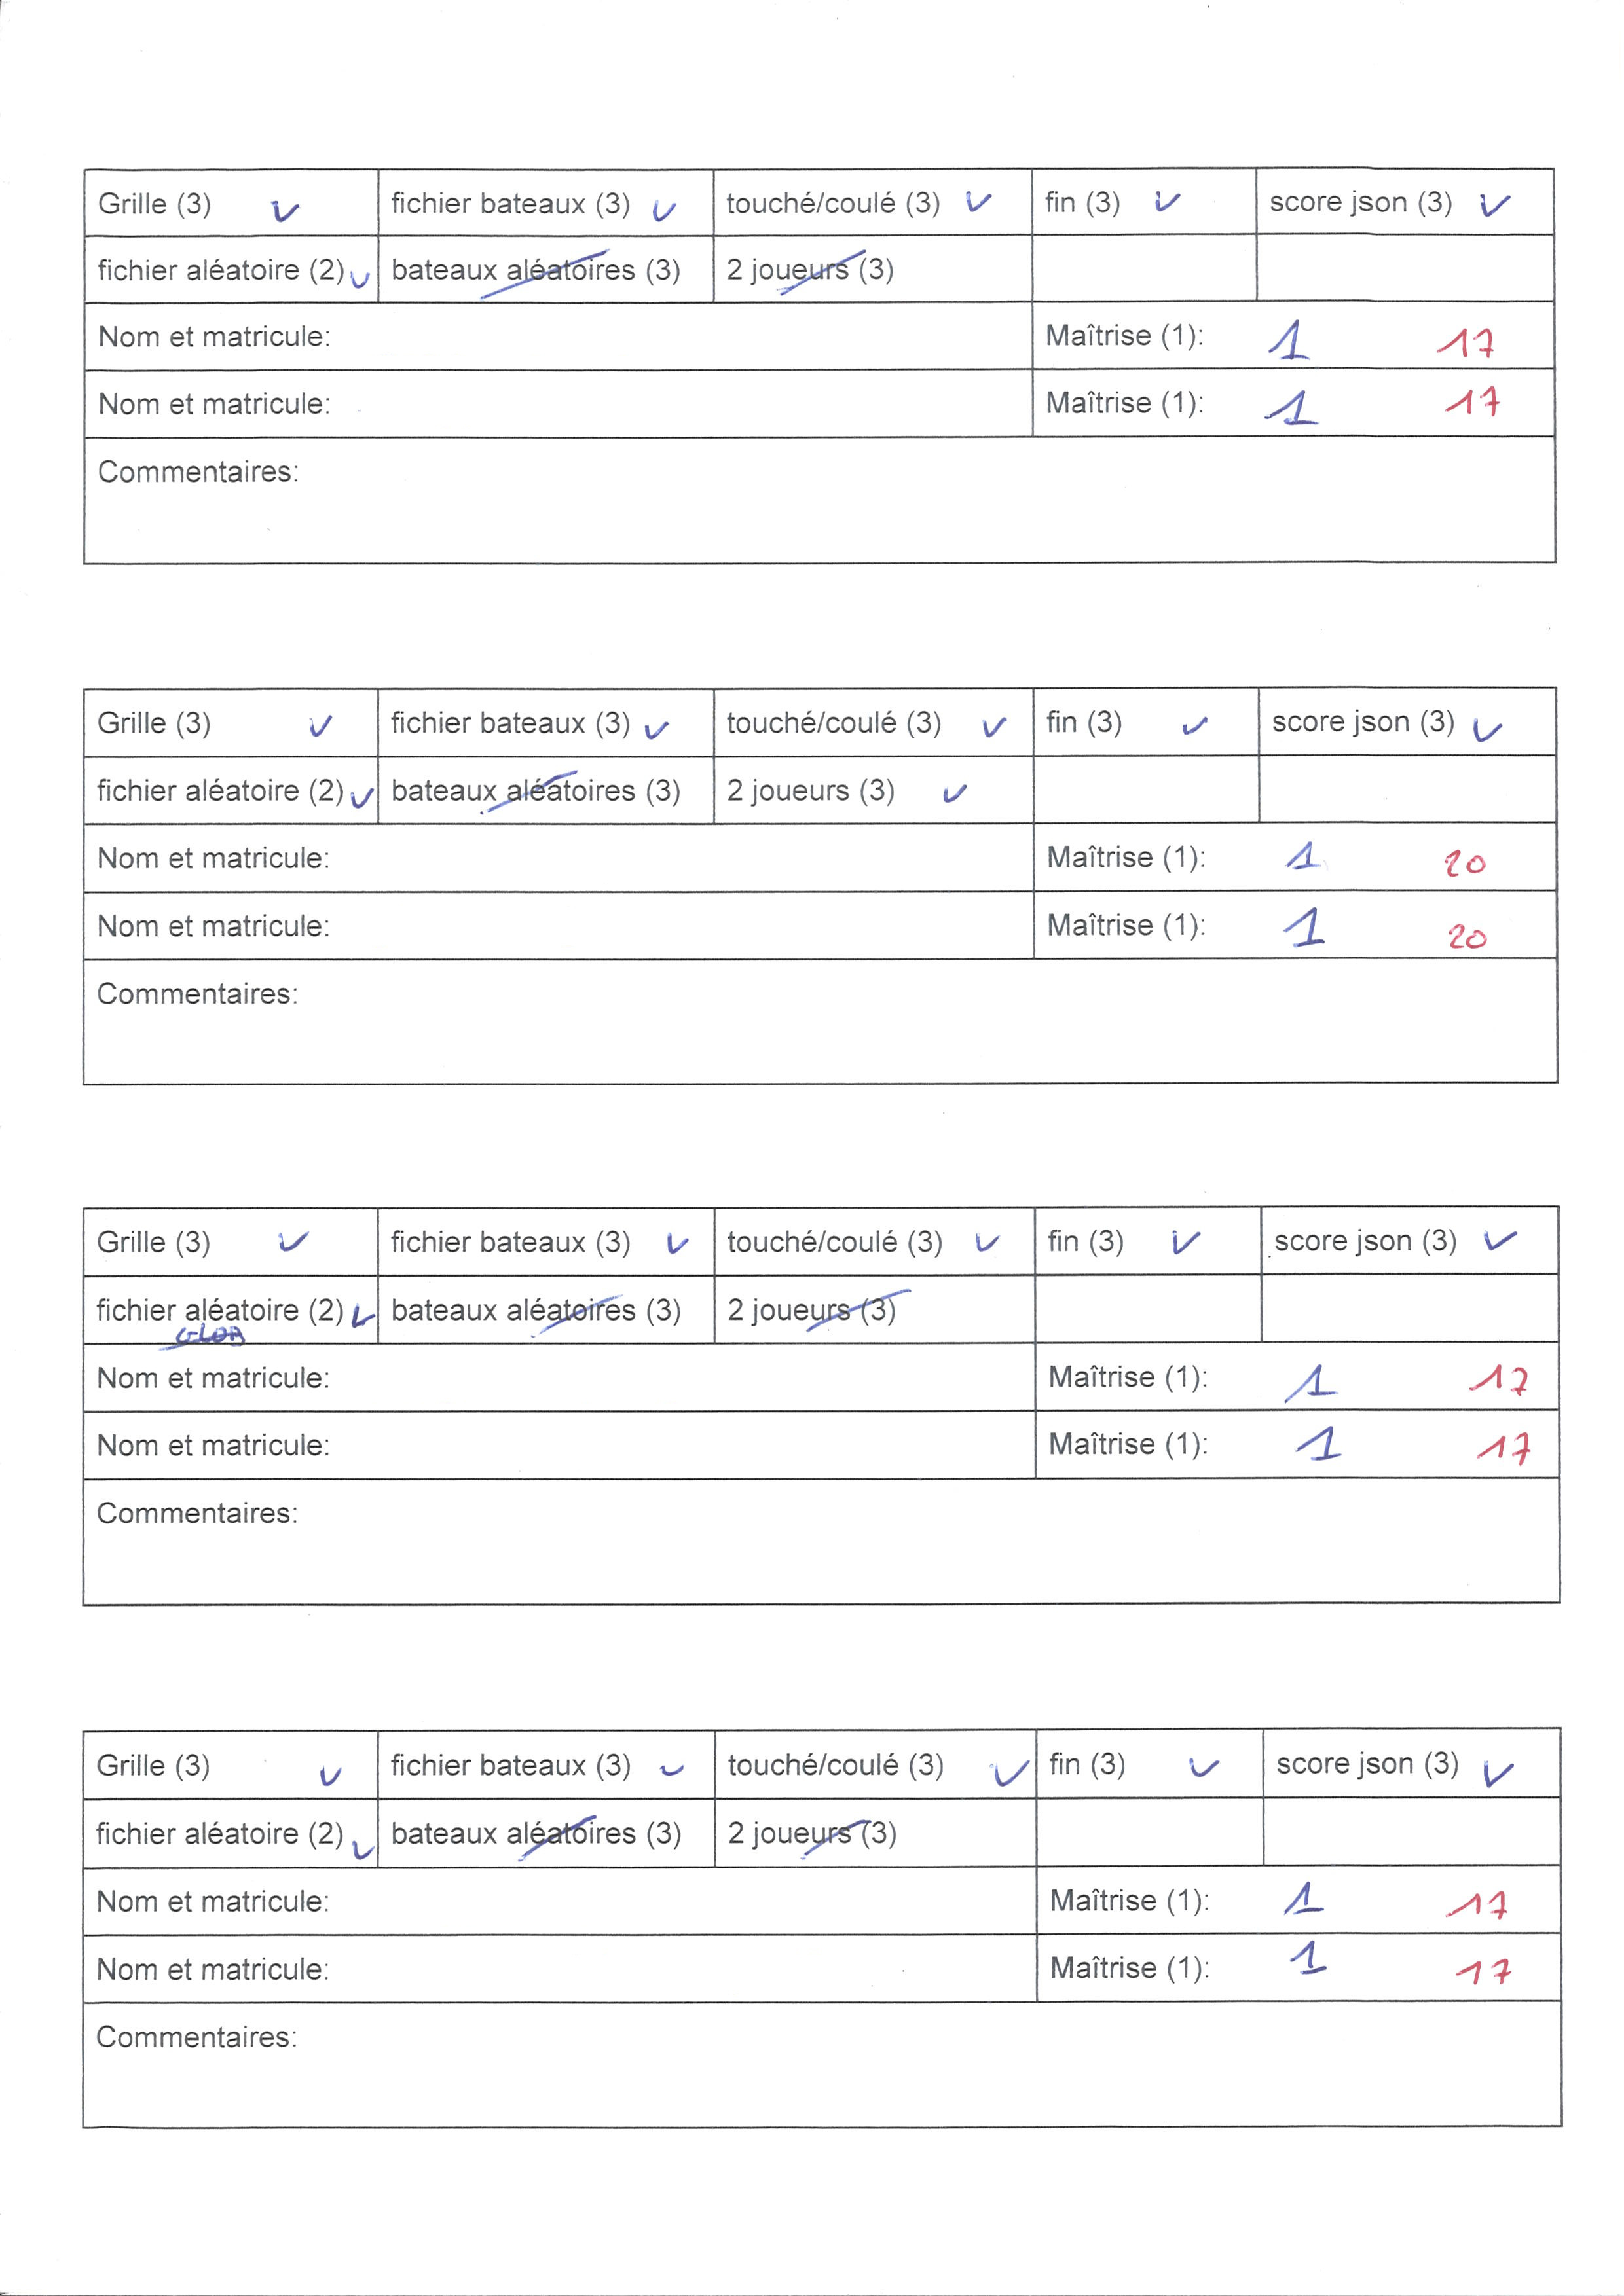 Grille (3) fichier bateaux (3) touché/coulé (3) fin (3) score json (3)
fichier aléatoire (2) bateaux aléatoires (3) 2 joueurs (3)
Nom et matricule: Maîtrise (1): 1 17
Nom et matricule: Maîtrise (1): 1 17
Commentaires:
Grille (3) fichier bateaux (3) touché/coulé (3) fin (3) score json (3)
fichier aléatoire (2) bateaux aléatoires (3) 2 joueurs (3)
Nom et matricule: Maîtrise (1): 1 20
Nom et matricule: Maîtrise (1): 1 20
Commentaires:
Grille (3) fichier bateaux (3) touché/coulé (3) fin (3) score json (3)
fichier aléatoire (2) bateaux aléatoires (3) 2 joueurs (3)
Nom et matricule: Maîtrise (1): 1 17
Nom et matricule: Maîtrise (1): 1 17
Commentaires:
Grille (3) fichier bateaux (3) touché/coulé (3) fin (3) score json (3)
fichier aléatoire (2) bateaux aléatoires (3) 2 joueurs (3)
Nom et matricule: Maîtrise (1): 1 17
Nom et matricule: Maîtrise (1): 1 17
Commentaires: